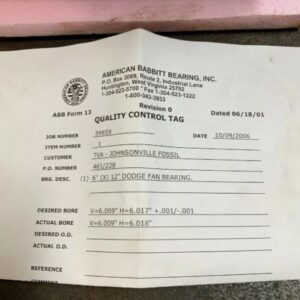 AMERICAN BABBITT BEARING, INC.
P.O. Box 3069, Route 2, Industrial Lane
Huntington, West Virginia 25702
1-304-523-5700 * Fax 1-304-523-1222
1-800-343-3933
ABB Form 13
Revision 0
Dated 06/18/01
QUALITY CONTROL TAG
JOB NUMBER 59859 DATE 10/09/2006
ITEM NUMBER 1
CUSTOMER TVA - JOHNSONVILLE FOSSIL
P.O. NUMBER 461/228
BRG. DESC. (1) 6" (X) 12" DODGE FAN BEARING.
DESIRED BORE V=6.009" H=6.017" +.001/-.001
ACTUAL BORE V=6.009" H=6.018"
DESIRED O.D.
ACTUAL O.D.
REFERENCE